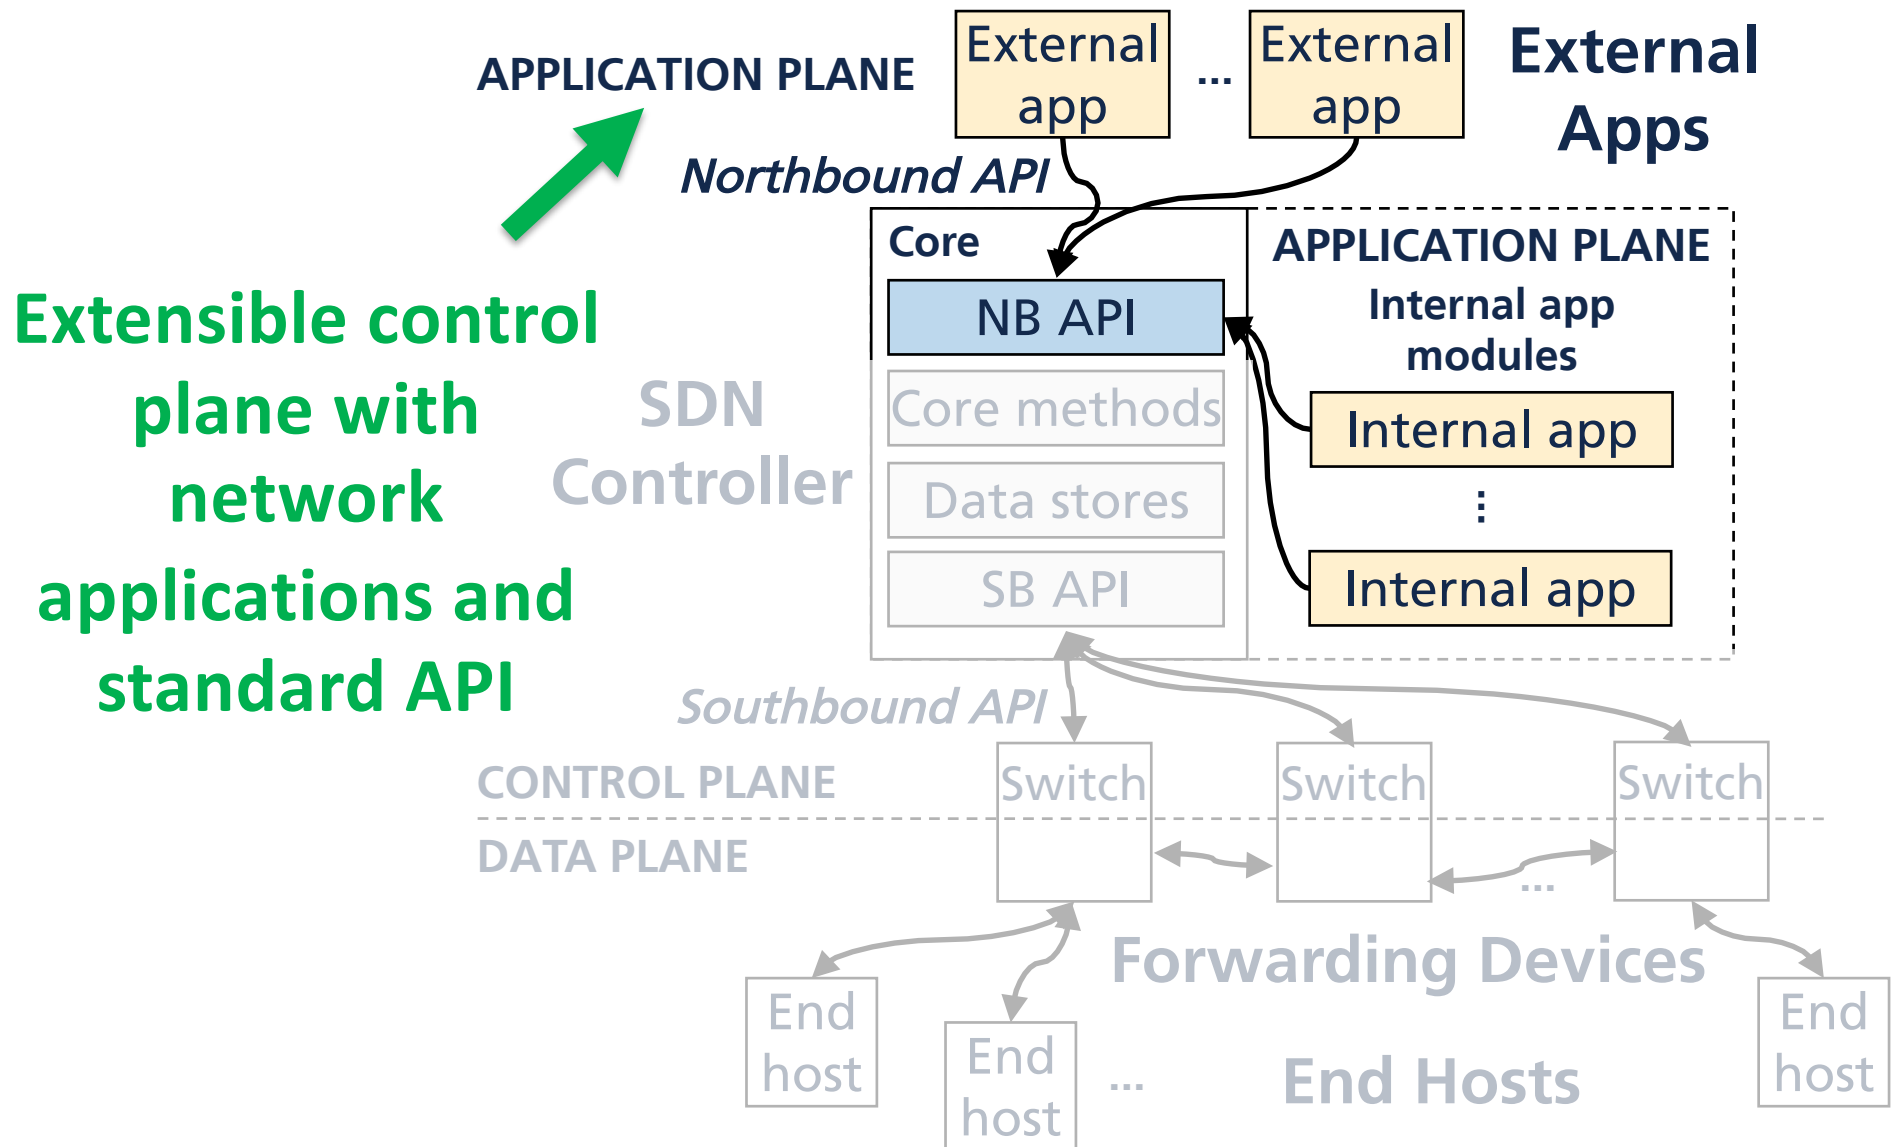 APPLICATION PLANE
External
app
...
External
app
External
Apps
Northbound API
Extensible control
plane with
network
applications and
standard API
SDN
Controller
Core
NB API
Core methods
Data stores
SB API
APPLICATION PLANE
Internal app
modules
Internal app
...
Internal app
Southbound API
CONTROL PLANE
DATA PLANE
Switch
Switch
...
Switch
Forwarding Devices
End
host
End
host
...
End Hosts
End
host